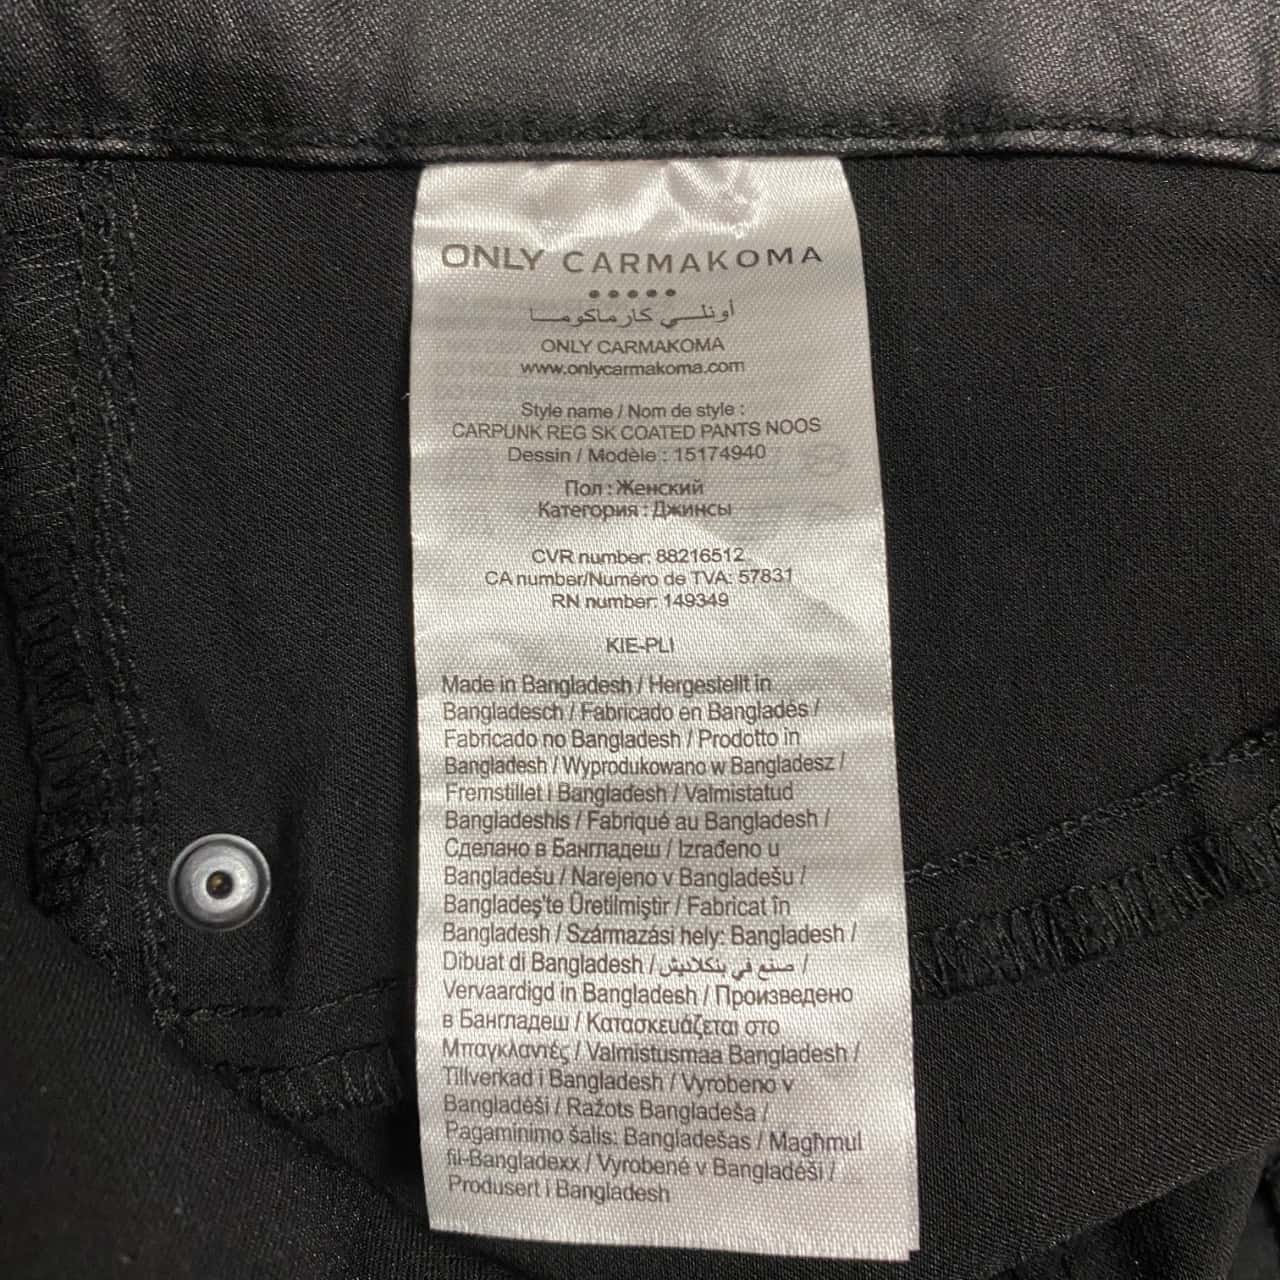 ONLY CARMAKOMA
أونلي كارماكوما
ONLY CARMAKOMA
www.onlycarmakoma.com
Style name / Nom de style :
CARPUNK REG SK COATED PANTS NOOS
Dessin / Modèle : 15174940
Пол : Женский
Категория : Джинсы
CVR number: 88216512
CA number/Numéro de TVA: 57831
RN number: 149349
KIE-PLI
Made in Bangladesh / Hergestellt in
Bangladesch / Fabricado en Bangladés /
Fabricado no Bangladesh / Prodotto in
Bangladesh / Wyprodukowano w Bangladesz /
Fremstillet i Bangladesh / Valmistatud
Bangladeshis / Fabriqué au Bangladesh /
Сделано в Бангладеш / Izrađeno u
Bangladešu / Narejeno v Bangladešu /
Bangladeş'te Üretilmiştir / Fabricat în
Bangladesh / Származási hely: Bangladesh /
Dibuat di Bangladesh / صنع في بنكلاديش /
Vervaardigd in Bangladesh / Произведено
в Бангладеш / Κατασκευάζεται στο
Μπαγκλαντές / Valmistusmaa Bangladesh /
Tillverkad i Bangladesh / Vyrobeno v
Bangladéši / Ražots Bangladeša /
Pagaminimo šalis: Bangladešas / Magħmul
fil-Bangladexx / Vyrobené v Bangladéši /
Produsert i Bangladesh